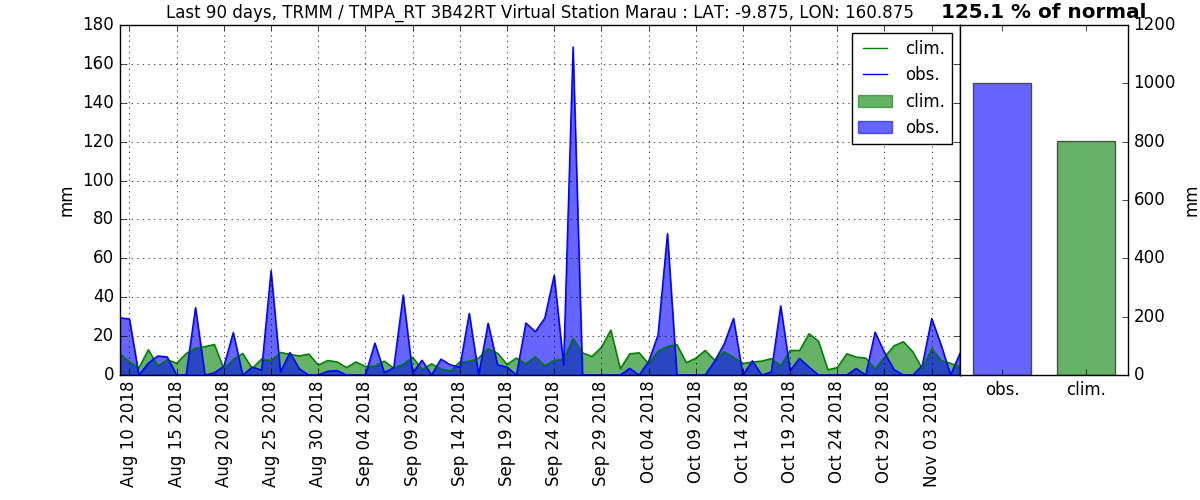 Last 90 days, TRMM / TMPA_RT 3B42RT Virtual Station Marau : LAT: -9.875, LON: 160.875
125.1 % of normal
180
160
140
120
100
80
60
40
20
0
mm
clim.
obs.
clim.
obs.
Aug 10 2018
Aug 15 2018
Aug 20 2018
Aug 25 2018
Aug 30 2018
Sep 04 2018
Sep 09 2018
Sep 14 2018
Sep 19 2018
Sep 24 2018
Sep 29 2018
Oct 04 2018
Oct 09 2018
Oct 14 2018
Oct 19 2018
Oct 24 2018
Oct 29 2018
Nov 03 2018
1200
1000
800
600
400
200
0
mm
obs.
clim.